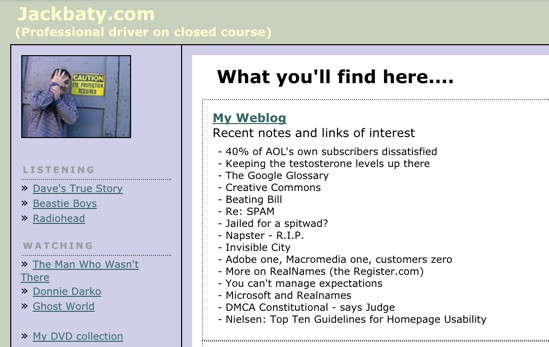 Jackbaty.com
(Professional driver on closed course)
CAUTION
EYE PROTECTION
REQUIRED
LISTENING
» Dave's True Story
» Beastie Boys
» Radiohead
WATCHING
» The Man Who Wasn't
There
» Donnie Darko
» Ghost World
» My DVD collection
What you'll find here....
My Weblog
Recent notes and links of interest
- 40% of AOL's own subscribers dissatisfied
- Keeping the testosterone levels up there
- The Google Glossary
- Creative Commons
- Beating Bill
- Re: SPAM
- Jailed for a spitwad?
- Napster - R.I.P.
- Invisible City
- Adobe one, Macromedia one, customers zero
- More on RealNames (the Register.com)
- You can't manage expectations
- Microsoft and Realnames
- DMCA Constitutional - says Judge
- Nielsen: Top Ten Guidelines for Homepage Usability